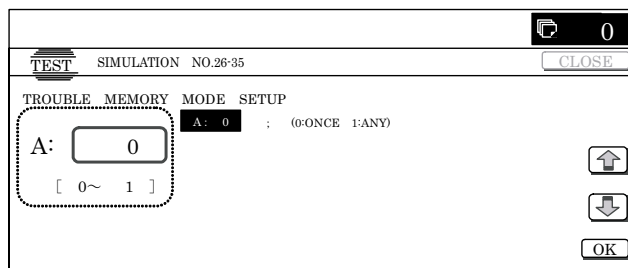 0
TEST SIMULATION NO.26-35
CLOSE
TROUBLE MEMORY MODE SETUP
A: 0 ; (0:ONCE 1:ANY)
A: 0
[ 0～ 1 ]
OK